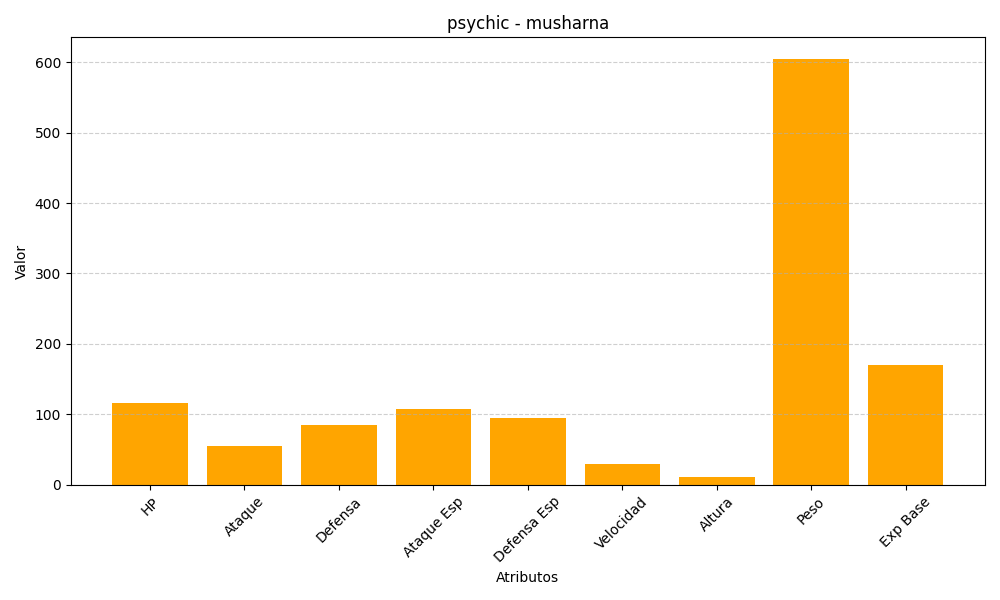 psychic - musharna
Valor
600
500
400
300
200
100
0
HP
Ataque
Defensa
Ataque Esp
Defensa Esp
Velocidad
Altura
Peso
Exp Base
Atributos